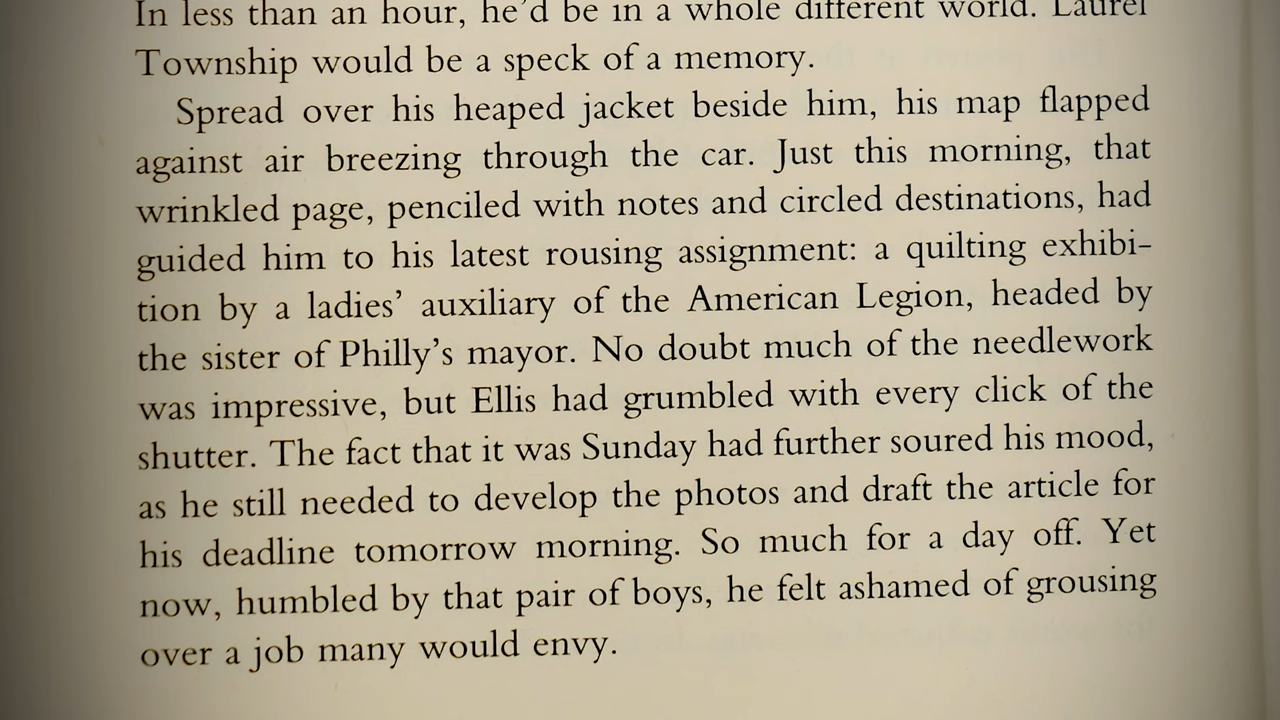 In less than an hour, he'd be in a whole different world. Laurel
Township would be a speck of a memory.
Spread over his heaped jacket beside him, his map flapped
against air breezing through the car. Just this morning, that
wrinkled page, penciled with notes and circled destinations, had
guided him to his latest rousing assignment: a quilting exhibi-
tion by a ladies' auxiliary of the American Legion, headed by
the sister of Philly's mayor. No doubt much of the needlework
was impressive, but Ellis had grumbled with every click of the
shutter. The fact that it was Sunday had further soured his mood,
as he still needed to develop the photos and draft the article for
his deadline tomorrow morning. So much for a day off. Yet
now, humbled by that pair of boys, he felt ashamed of grousing
over a job many would envy.